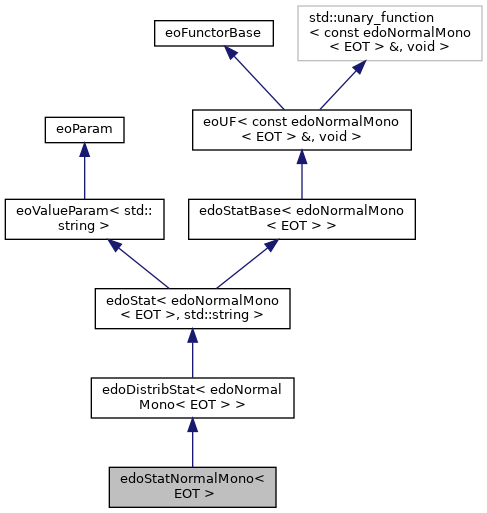 std::unary_function
< const edoNormalMono
< EOT > &, void >
eoFunctorBase
eoUF< const edoNormalMono
< EOT > &, void >
eoParam
eoValueParam< std::
string >
edoStatBase< edoNormalMono
< EOT > >
edoStat< edoNormalMono
< EOT >, std::string >
edoDistribStat< edoNormal
Mono< EOT > >
edoStatNormalMono<
EOT >